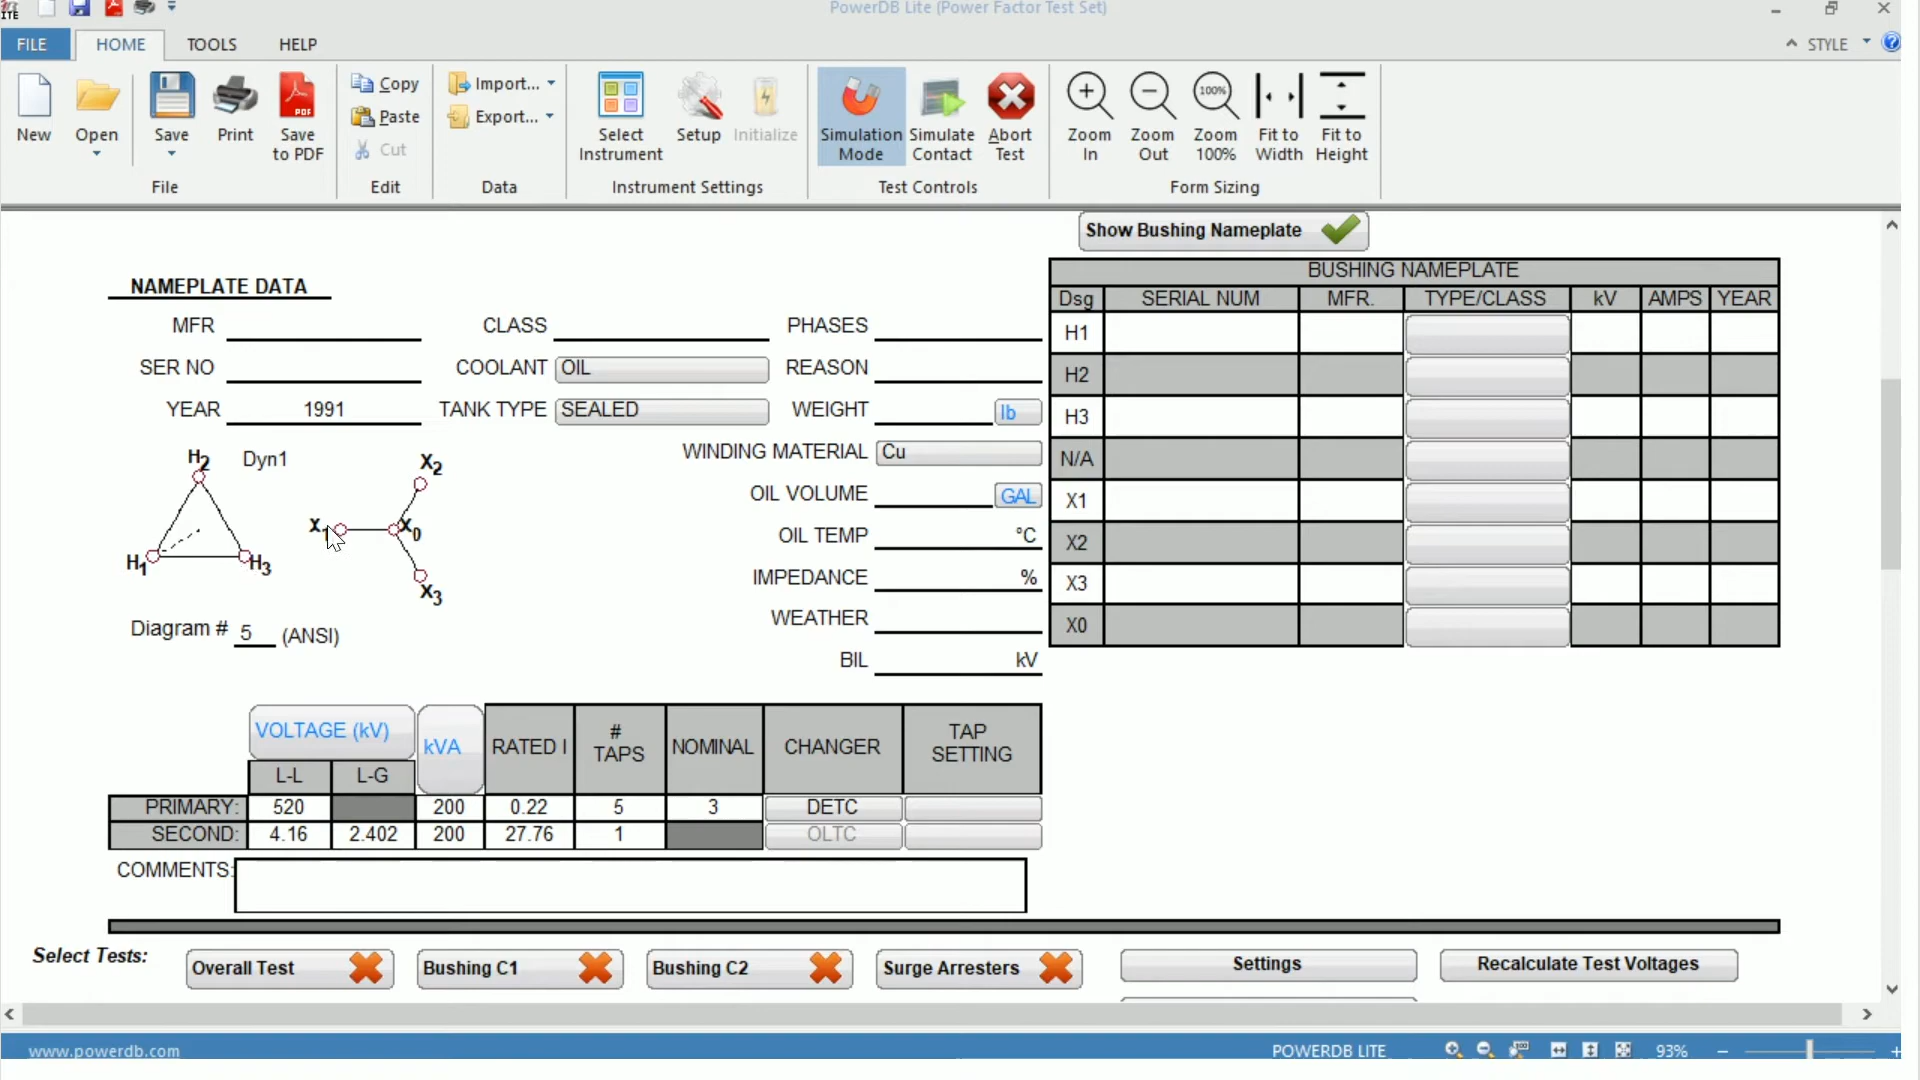 ITE
PowerDB Lite (Power Factor Test Set)
FILE HOME TOOLS HELP STYLE
New Open Save Print Save to PDF
Copy
Paste
Cut
Import...
Export...
Select Instrument Setup Initialize
Simulation Mode Simulate Contact Abort Test
Zoom In Zoom Out 100% Zoom 100% Fit to Width Fit to Height
File Edit Data Instrument Settings Test Controls Form Sizing
Show Bushing Nameplate
NAMEPLATE DATA
MFR CLASS PHASES
SER NO COOLANT OIL REASON
YEAR 1991 TANK TYPE SEALED WEIGHT lb
WINDING MATERIAL Cu
OIL VOLUME GAL
OIL TEMP °C
IMPEDANCE %
WEATHER
BIL kV
H2 Dyn1 X2
X1 X0
H1 H3 X3
Diagram # 5 (ANSI)
BUSHING NAMEPLATE
Dsg SERIAL NUM MFR. TYPE/CLASS kV AMPS YEAR
H1
H2
H3
N/A
X1
X2
X3
X0
VOLTAGE (kV) kVA RATED I # TAPS NOMINAL CHANGER TAP SETTING
L-L L-G
PRIMARY: 520 200 0.22 5 3 DETC
SECOND: 4.16 2.402 200 27.76 1 OLTC
COMMENTS:
Select Tests: Overall Test Bushing C1 Bushing C2 Surge Arresters Settings Recalculate Test Voltages
www.powerdb.com POWERDB LITE 93%